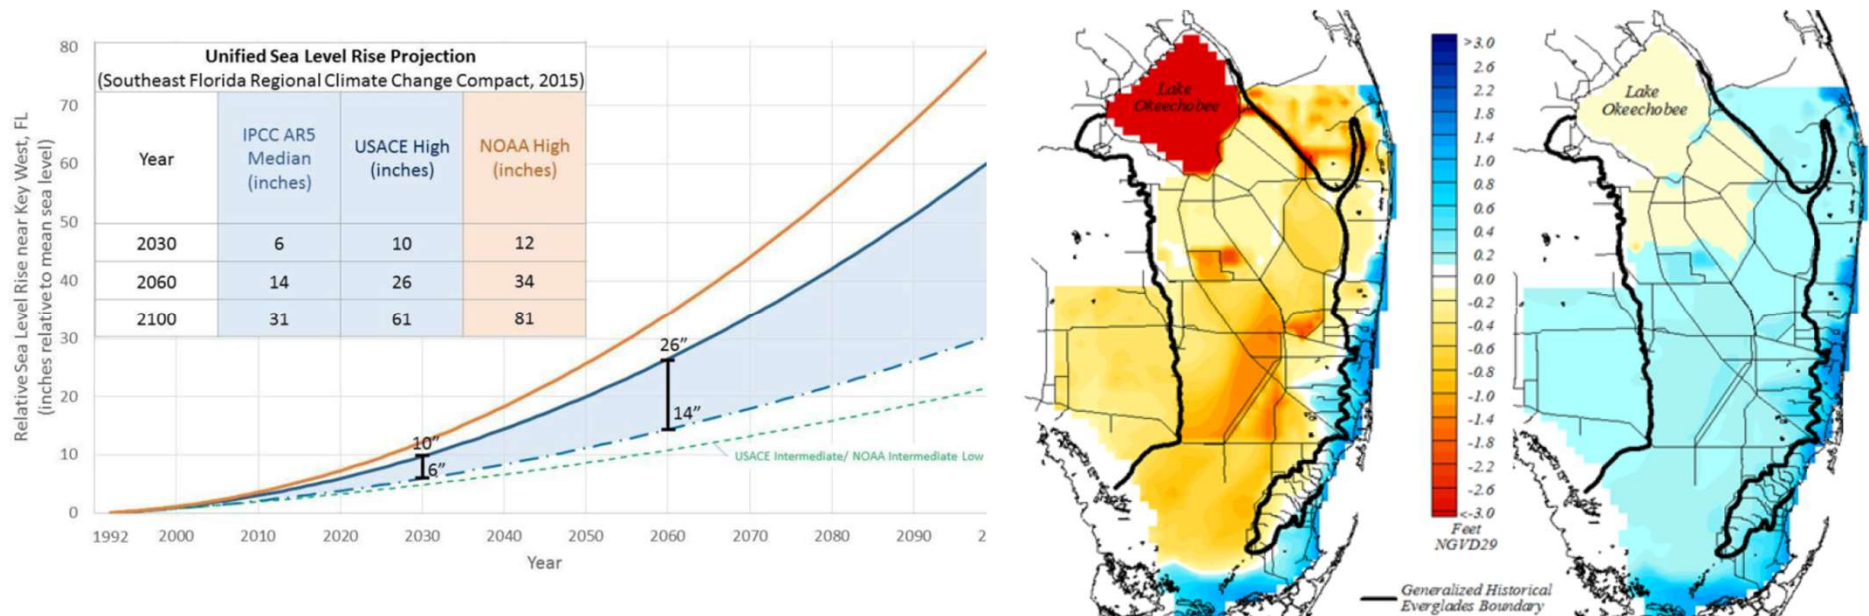 Unified Sea Level Rise Projection
(Southeast Florida Regional Climate Change Compact, 2015)
Year
IPCC AR5
Median
(inches)
USACE High
(inches)
NOAA High
(inches)
2030 6 10 12
2060 14 26 34
2100 31 61 81
Relative Sea Level Rise near Key West, FL
(inches relative to mean sea level)
80
70
60
50
40
30
20
10
0
26”
14”
10”
6”
USACE Intermediate/ NOAA Intermediate Low
1992 2000 2010 2020 2030 2040 2050 2060 2070 2080 2090 2
Year
Lake
Okeechobee
>3.0
2.6
2.2
1.8
1.4
1.0
0.8
0.6
0.4
0.2
0.0
-0.2
-0.4
-0.6
-0.8
-1.0
-1.4
-1.8
-2.2
-2.6
<-3.0
Feet
NGVD29
Lake
Okeechobee
Generalized Historical
Everglades Boundary